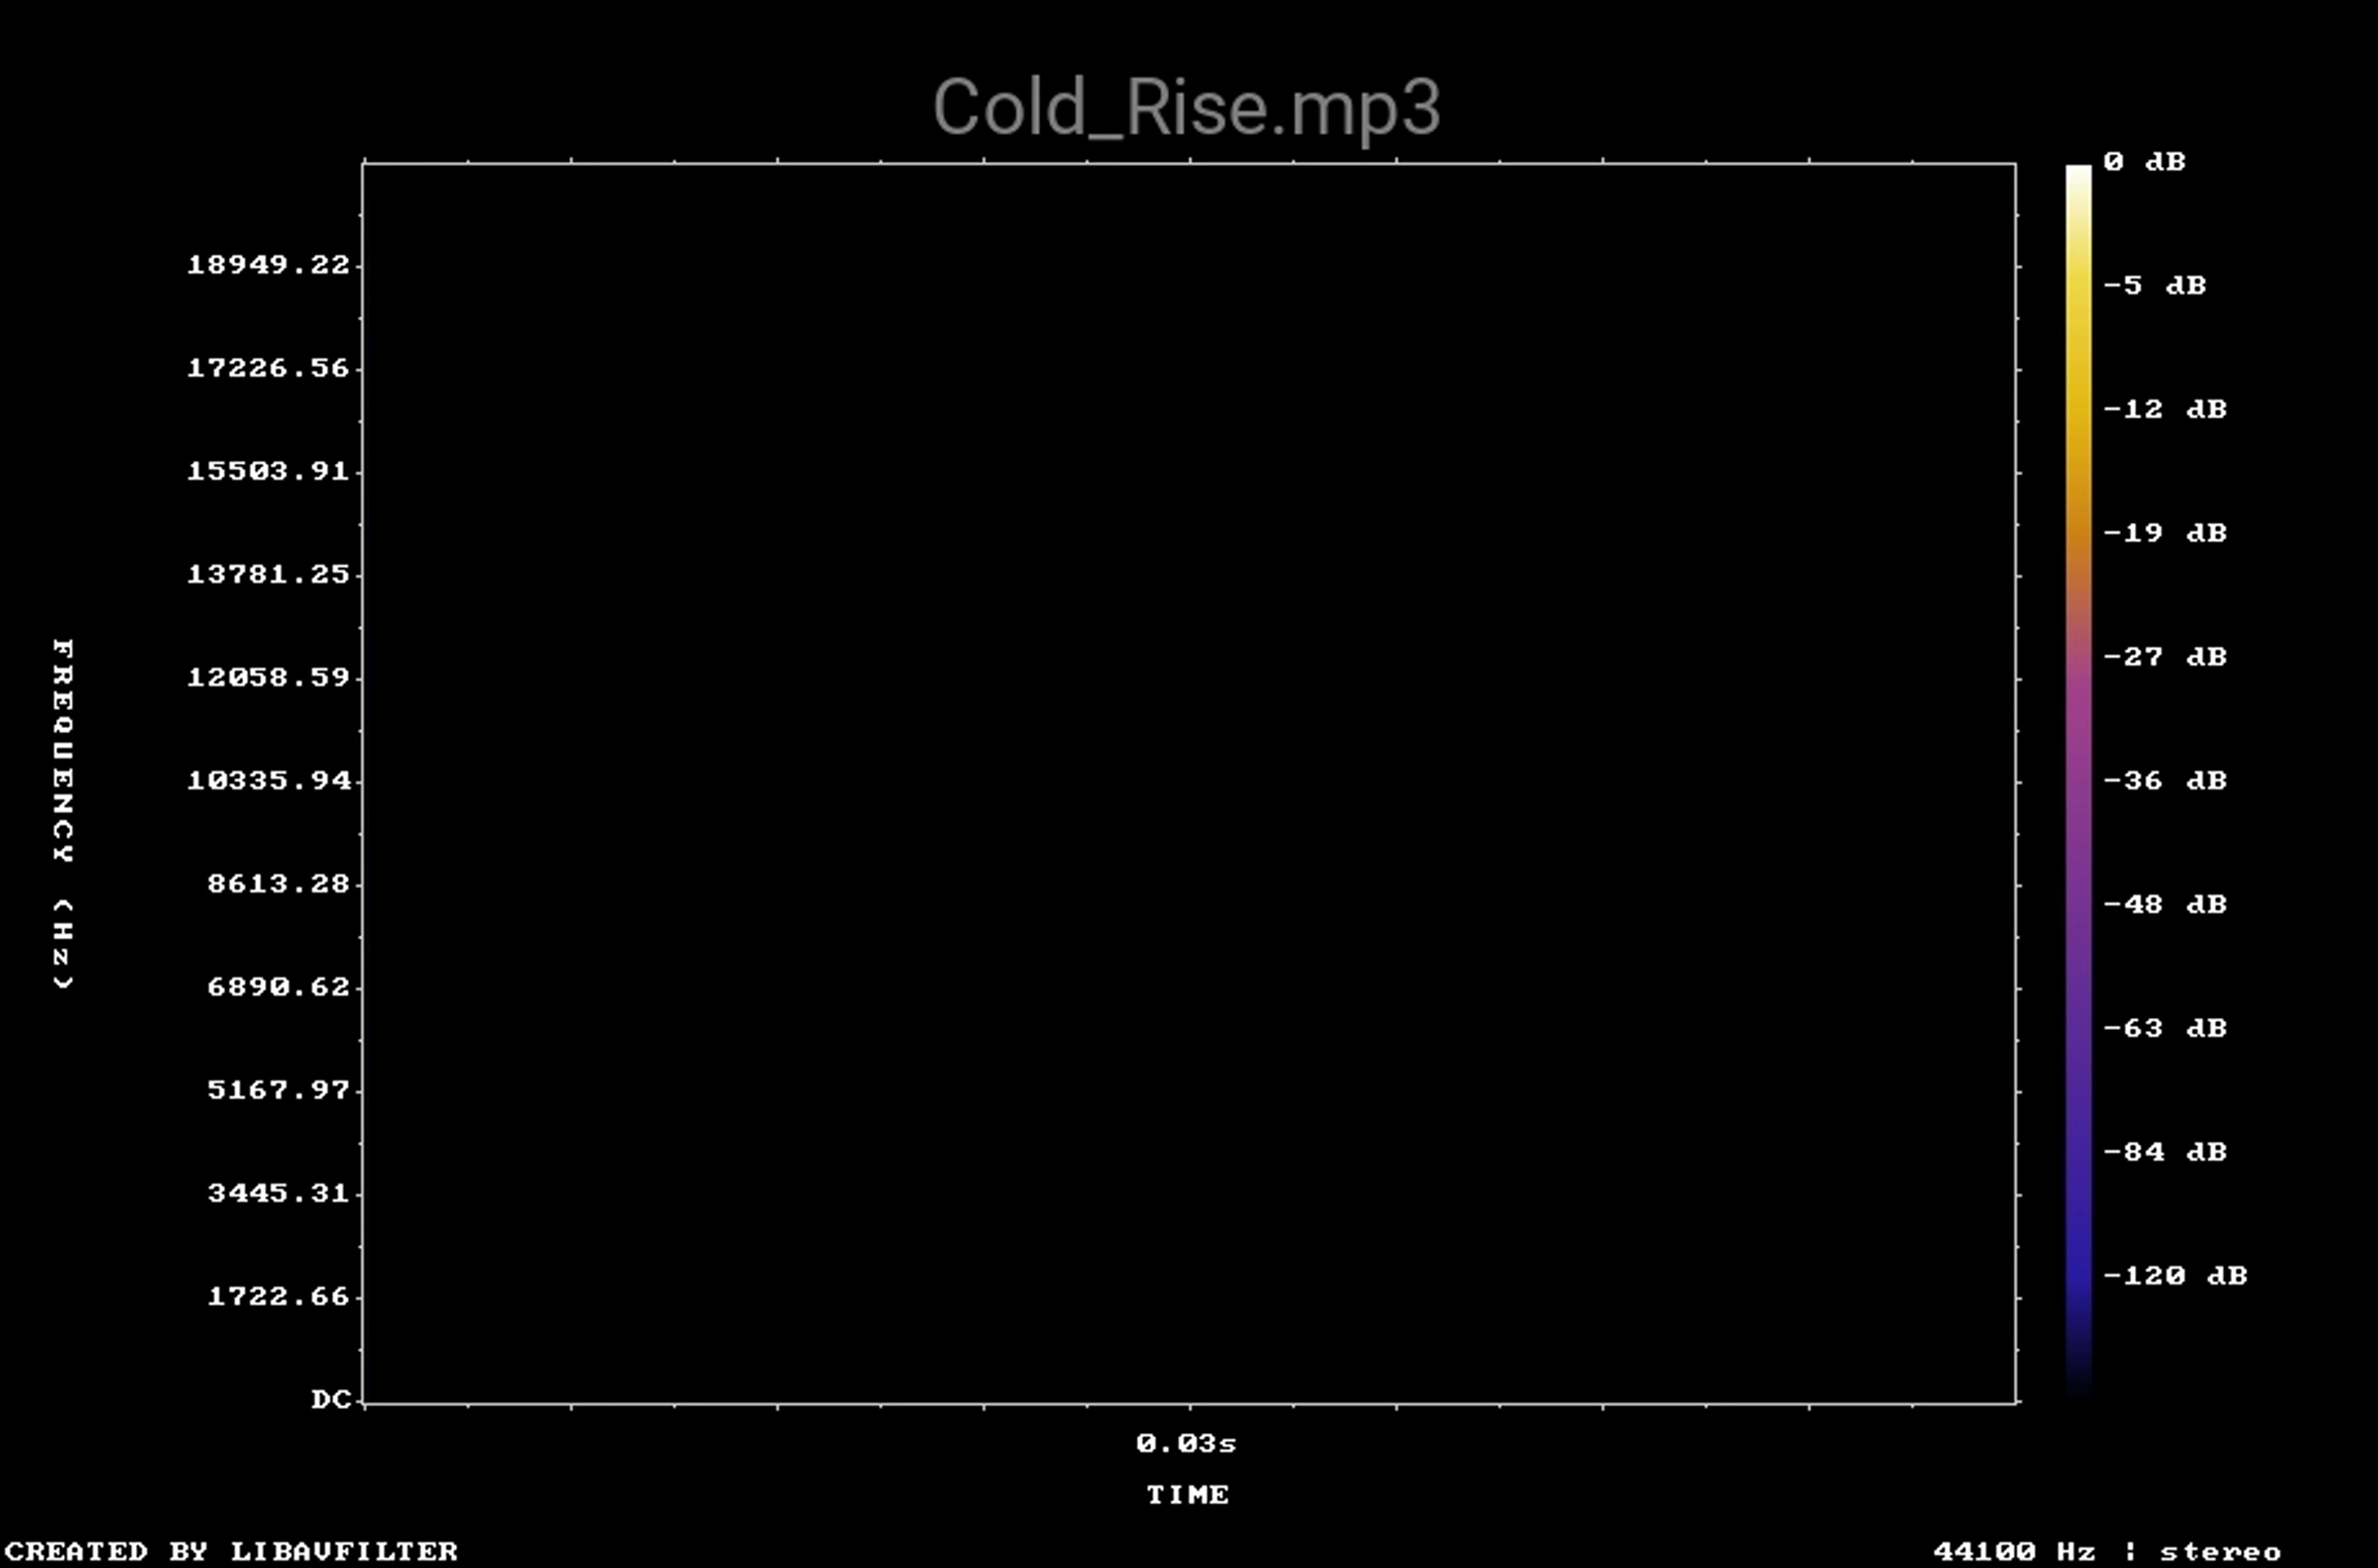 Cold_Rise.mp3
0 dB
18949.22
-5 dB
17226.56
-12 dB
15503.91
-19 dB
13781.25
-27 dB
12058.59
10335.94
-36 dB
8613.28
-48 dB
6890.62
-63 dB
5167.97
-84 dB
3445.31
-120 dB
1722.66
DC
FREQUENCY (Hz)
0.03s
TIME
CREATED BY LIBAVFILTER
44100 Hz | stereo